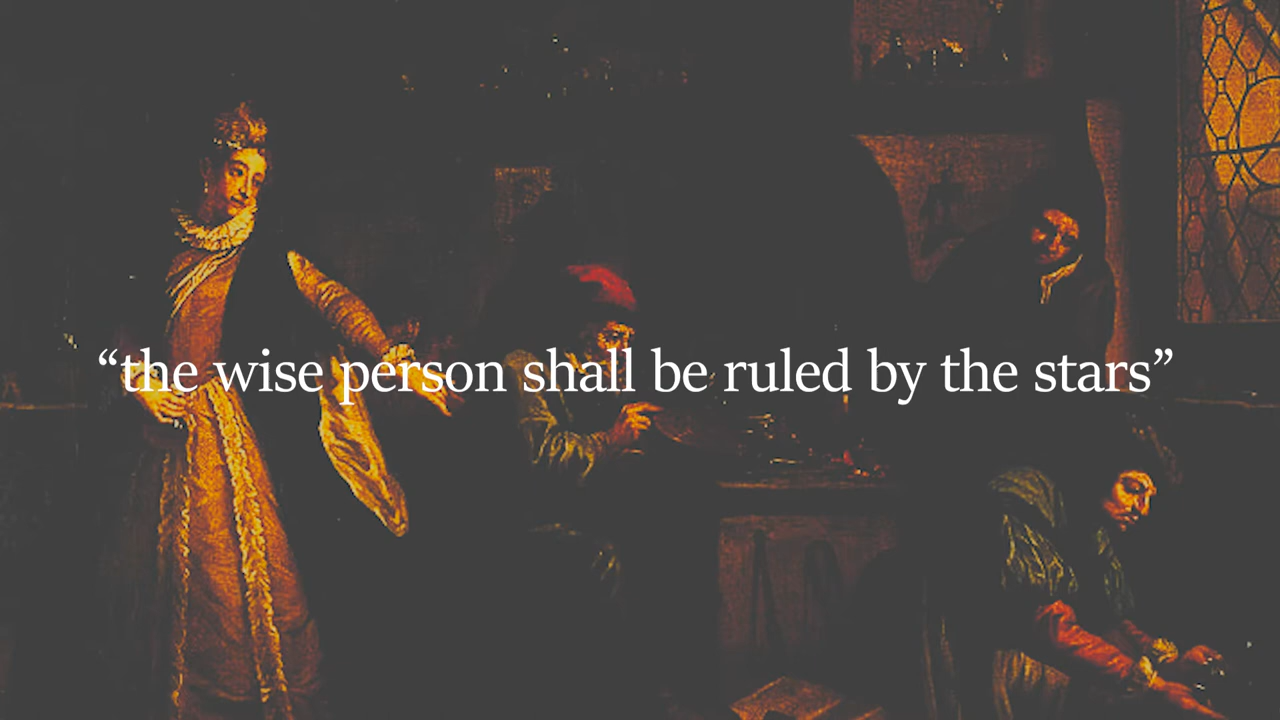 “the wise person shall be ruled by the stars”